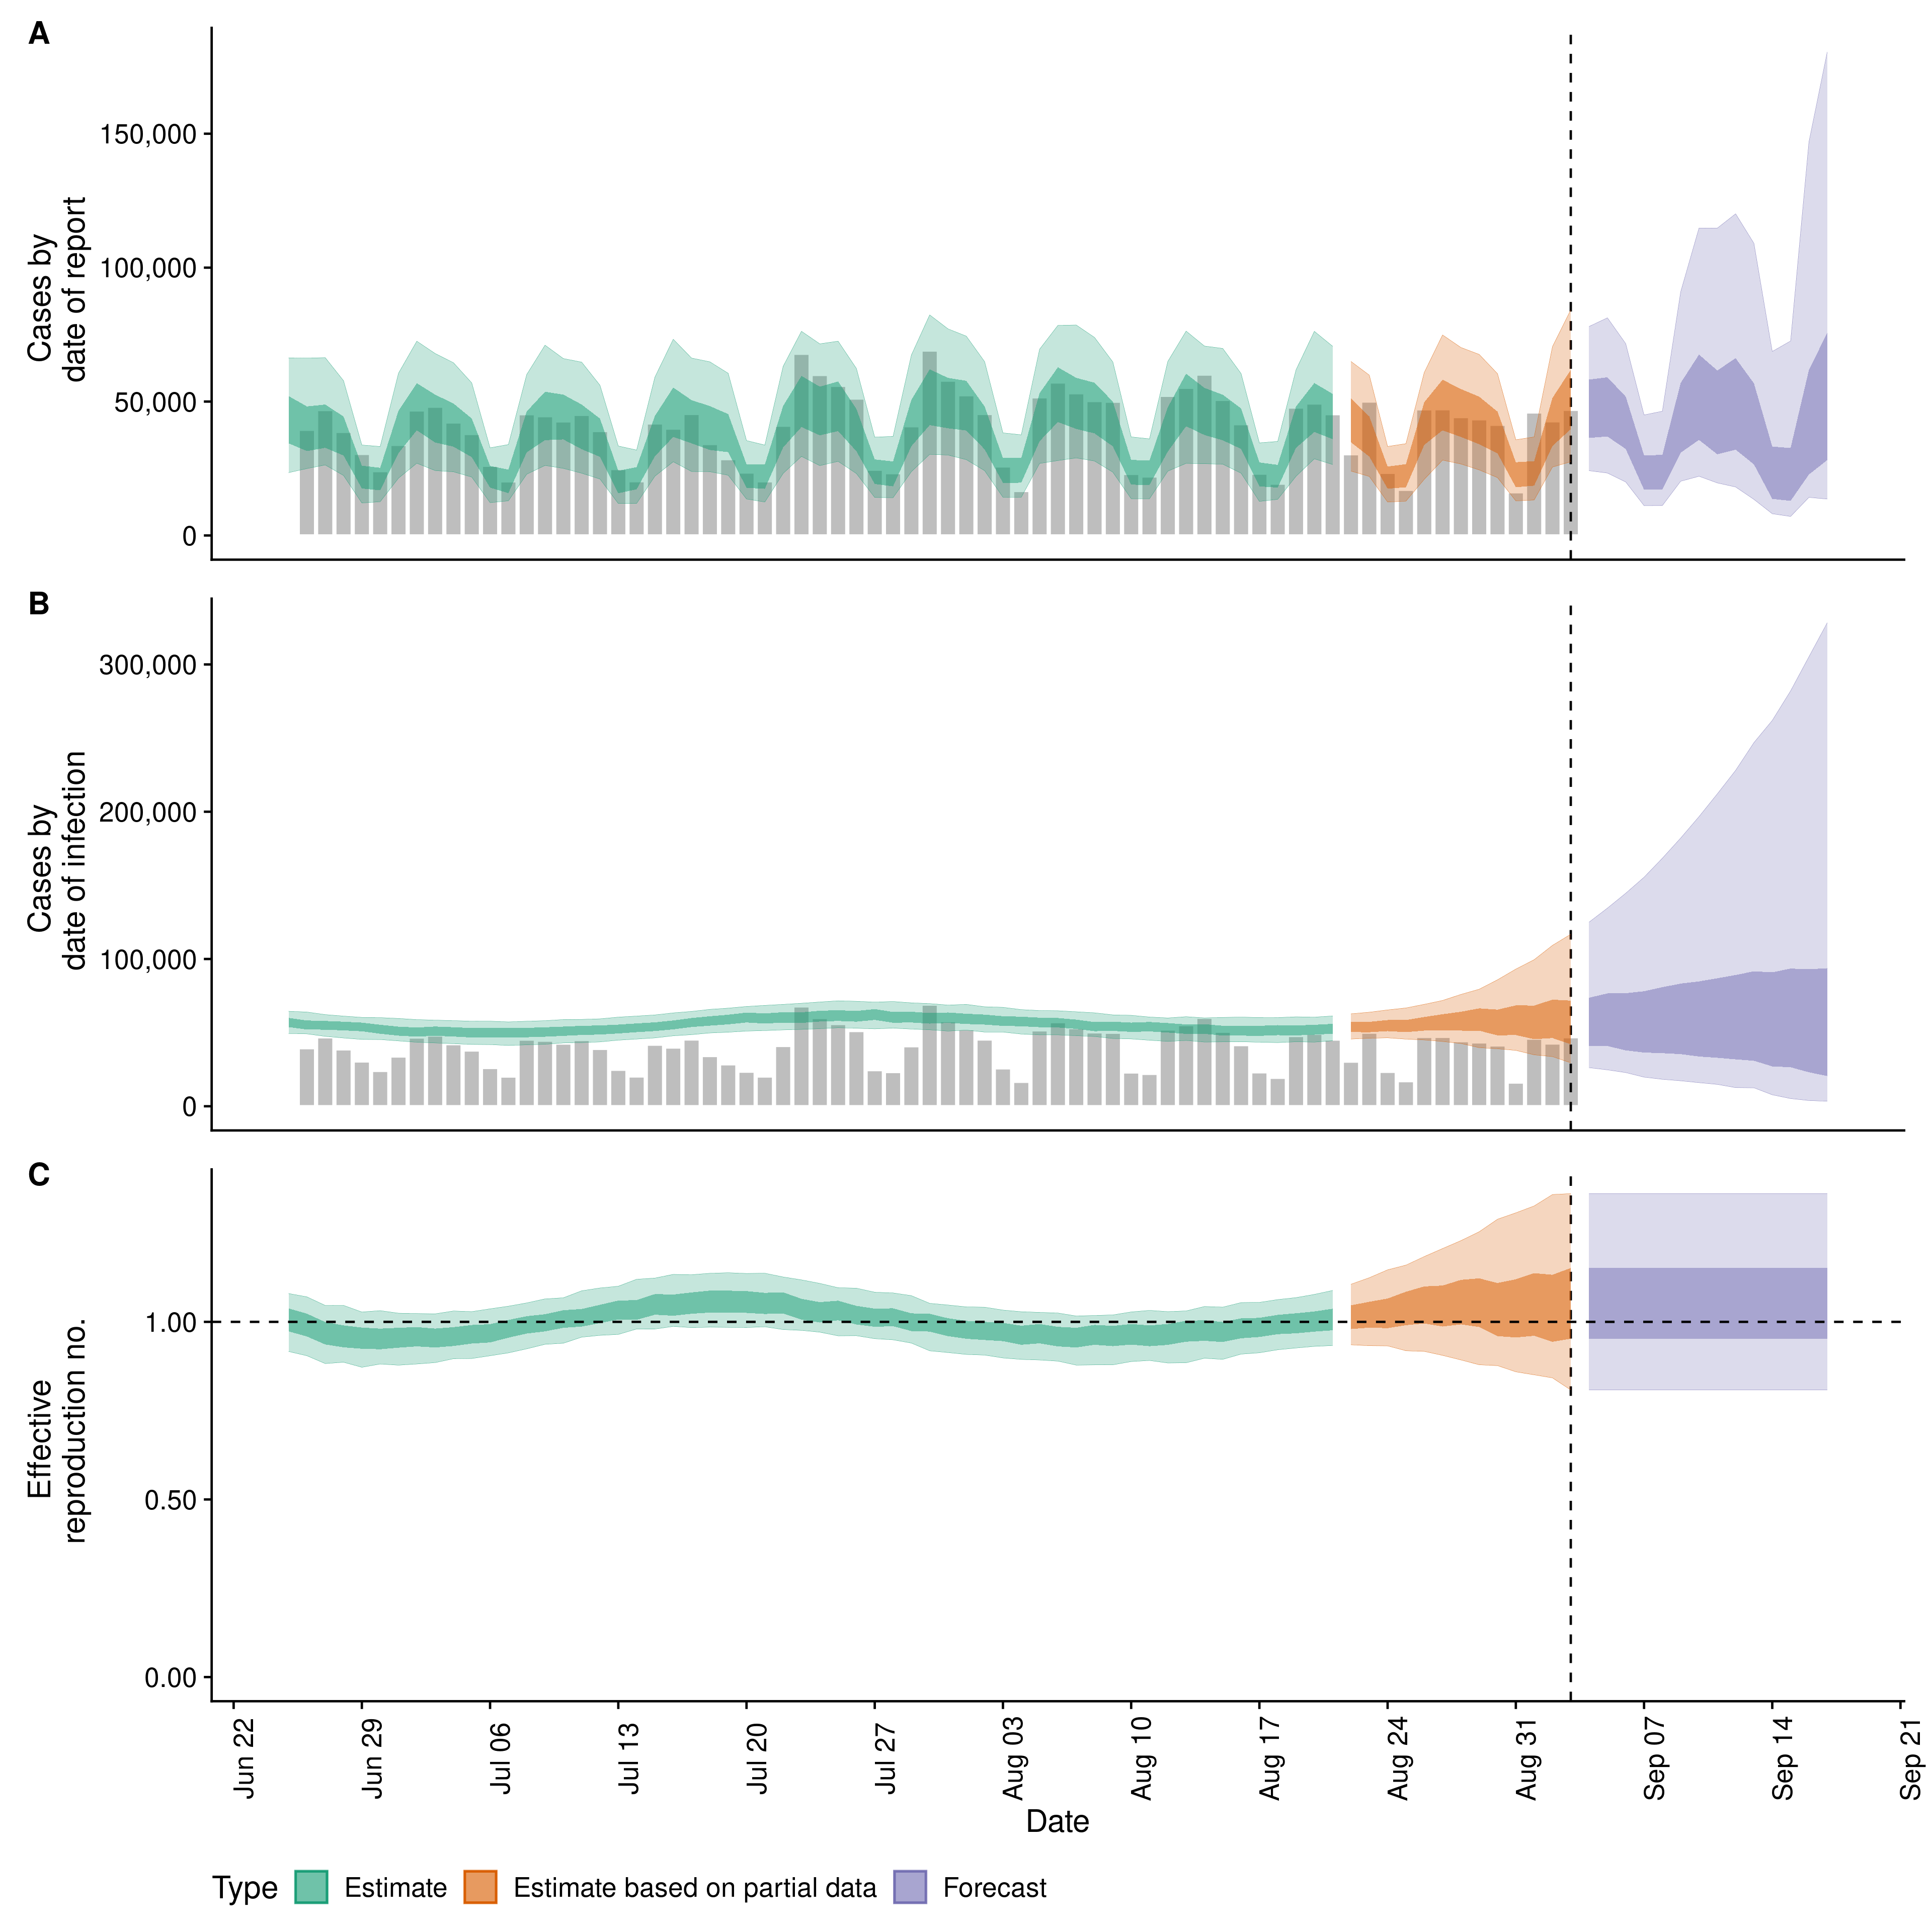 A
Cases by
date of report
150,000
100,000
50,000
0
B
Cases by
date of infection
300,000
200,000
100,000
0
C
Effective
reproduction no.
1.00
0.50
0.00
Jun 22
Jun 29
Jul 06
Jul 13
Jul 20
Jul 27
Aug 03
Aug 10
Aug 17
Aug 24
Aug 31
Sep 07
Sep 14
Sep 21
Date
Type Estimate Estimate based on partial data Forecast